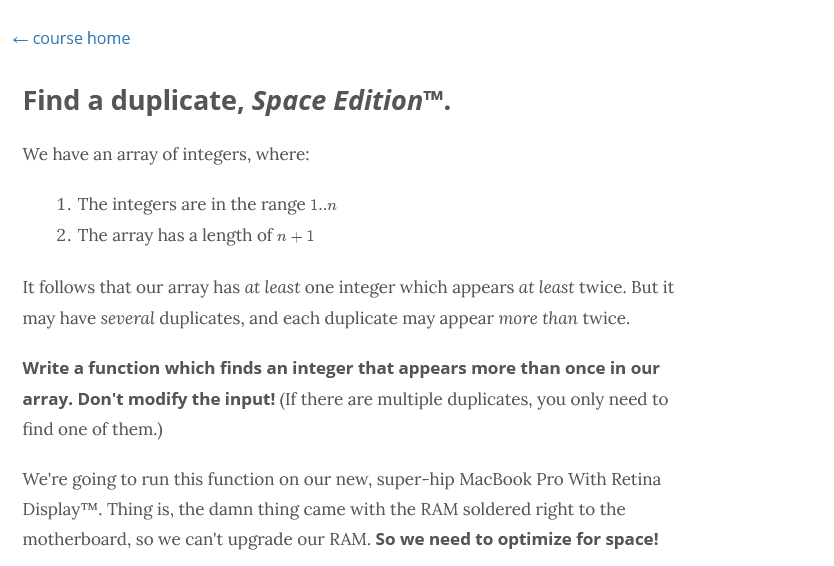 ← course home
Find a duplicate, Space Edition™.
We have an array of integers, where:
1. The integers are in the range 1..n
2. The array has a length of n + 1
It follows that our array has at least one integer which appears at least twice. But it
may have several duplicates, and each duplicate may appear more than twice.
Write a function which finds an integer that appears more than once in our
array. Don't modify the input! (If there are multiple duplicates, you only need to
find one of them.)
We're going to run this function on our new, super-hip MacBook Pro With Retina
Display™. Thing is, the damn thing came with the RAM soldered right to the
motherboard, so we can't upgrade our RAM. So we need to optimize for space!